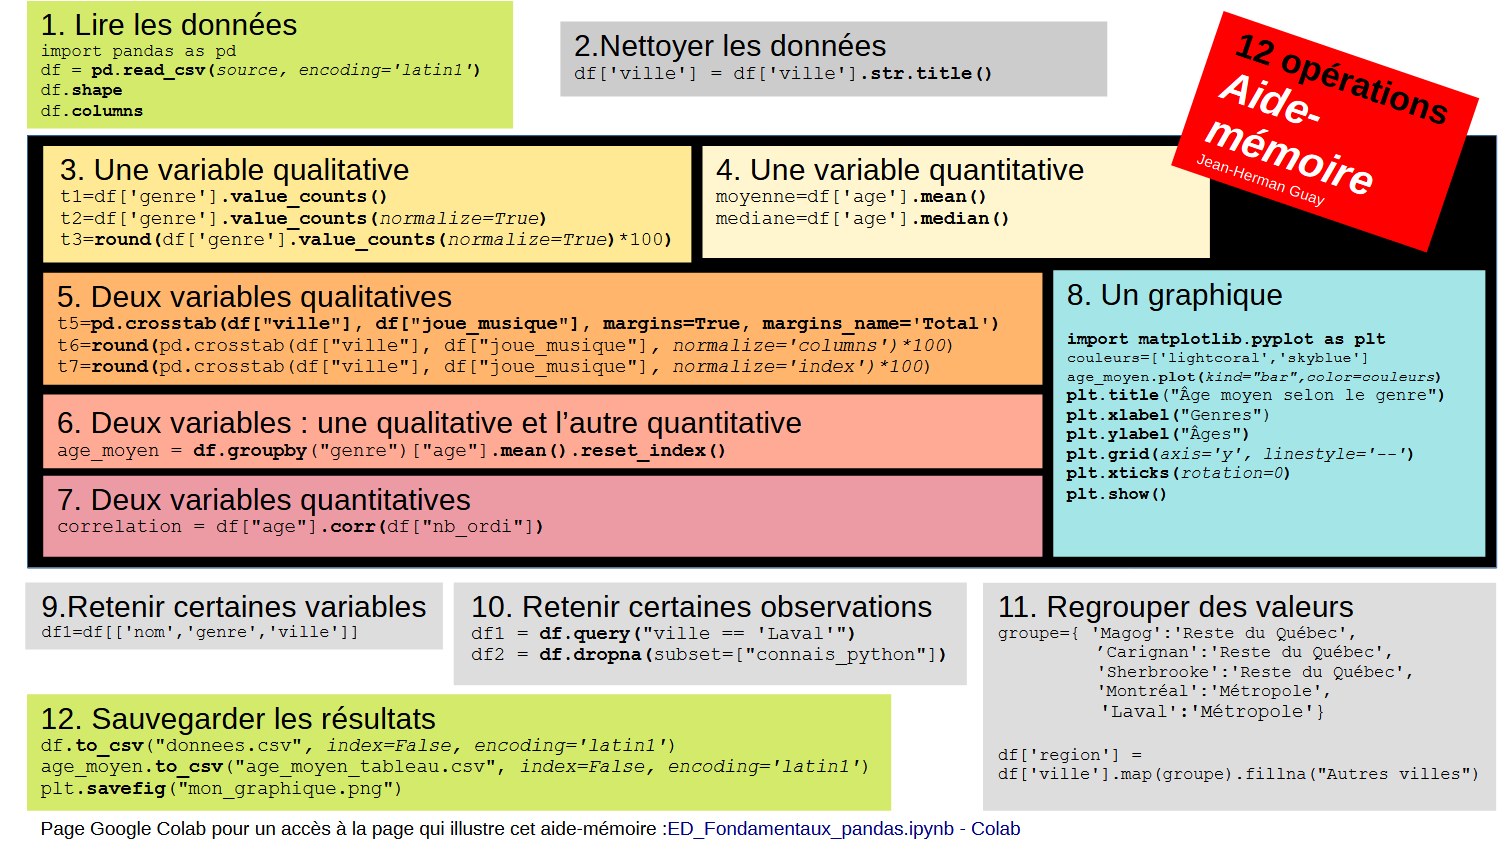 1. Lire les données
import pandas as pd
df = pd.read_csv(source, encoding='latin1')
df.shape
df.columns
2.Nettoyer les données
df['ville'] = df['ville'].str.title()
12 opérations
Aide-
mémoire
Jean-Herman Guay
3. Une variable qualitative
t1=df['genre'].value_counts()
t2=df['genre'].value_counts(normalize=True)
t3=round(df['genre'].value_counts(normalize=True)*100)
4. Une variable quantitative
moyenne=df['age'].mean()
mediane=df['age'].median()
5. Deux variables qualitatives
t5=pd.crosstab(df["ville"], df["joue_musique"], margins=True, margins_name='Total')
t6=round(pd.crosstab(df["ville"], df["joue_musique"], normalize='columns')*100)
t7=round(pd.crosstab(df["ville"], df["joue_musique"], normalize='index')*100)
6. Deux variables : une qualitative et l’autre quantitative
age_moyen = df.groupby("genre")["age"].mean().reset_index()
7. Deux variables quantitatives
correlation = df["age"].corr(df["nb_ordi"])
8. Un graphique
import matplotlib.pyplot as plt
couleurs=['lightcoral','skyblue']
age_moyen.plot(kind="bar",color=couleurs)
plt.title("Âge moyen selon le genre")
plt.xlabel("Genres")
plt.ylabel("Âges")
plt.grid(axis='y', linestyle='--')
plt.xticks(rotation=0)
plt.show()
9.Retenir certaines variables
df1=df[['nom','genre','ville']]
10. Retenir certaines observations
df1 = df.query("ville == 'Laval'")
df2 = df.dropna(subset=["connais_python"])
11. Regrouper des valeurs
groupe={ 'Magog':'Reste du Québec',
’Carignan':'Reste du Québec',
'Sherbrooke':'Reste du Québec',
'Montréal':'Métropole',
'Laval':'Métropole'}
df['region'] =
df['ville'].map(groupe).fillna("Autres villes")
12. Sauvegarder les résultats
df.to_csv("donnees.csv", index=False, encoding='latin1')
age_moyen.to_csv("age_moyen_tableau.csv", index=False, encoding='latin1')
plt.savefig("mon_graphique.png")
Page Google Colab pour un accès à la page qui illustre cet aide-mémoire :ED_Fondamentaux_pandas.ipynb - Colab